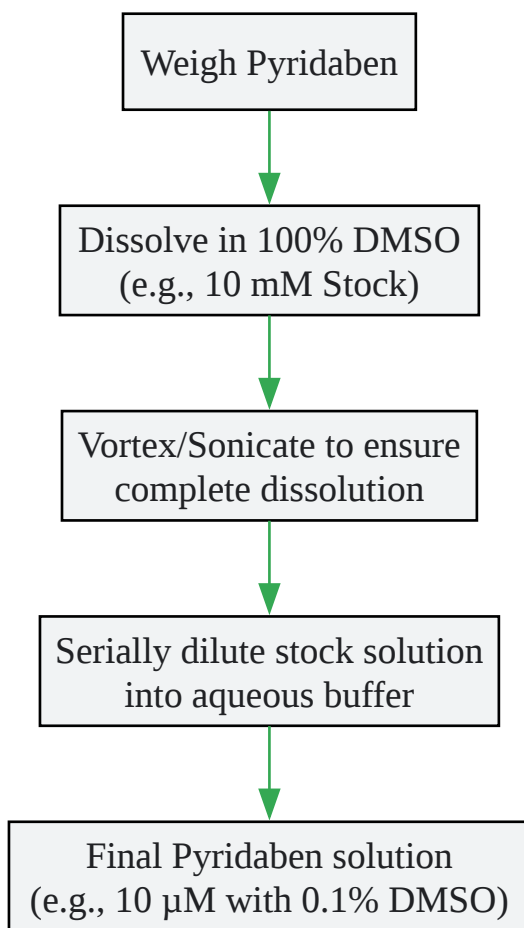 Weigh Pyridaben
Dissolve in 100% DMSO
(e.g., 10 mM Stock)
Vortex/Sonicate to ensure
complete dissolution
Serially dilute stock solution
into aqueous buffer
Final Pyridaben solution
(e.g., 10 µM with 0.1% DMSO)